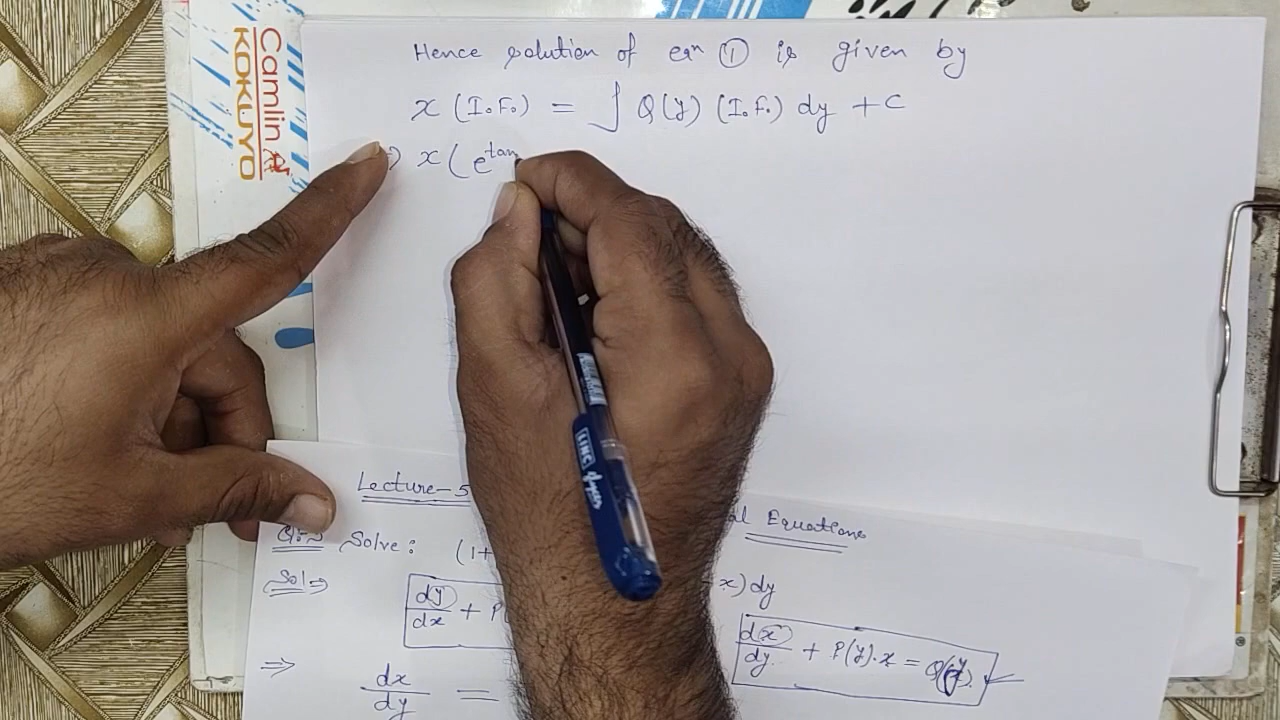 Camlin
KOKUYO
Hence solution of eqn ① is given by
x (I.F.) = ∫ Q(y) (I.F.) dy + C
⇒ x ( e^tan
Lecture-5
al Equations
Solve : (1+
x) dy
Sol ⇒
dy/dx + P(
dx/dy + P(y).x = Q(y).
⇒ dx/dy =
LINC